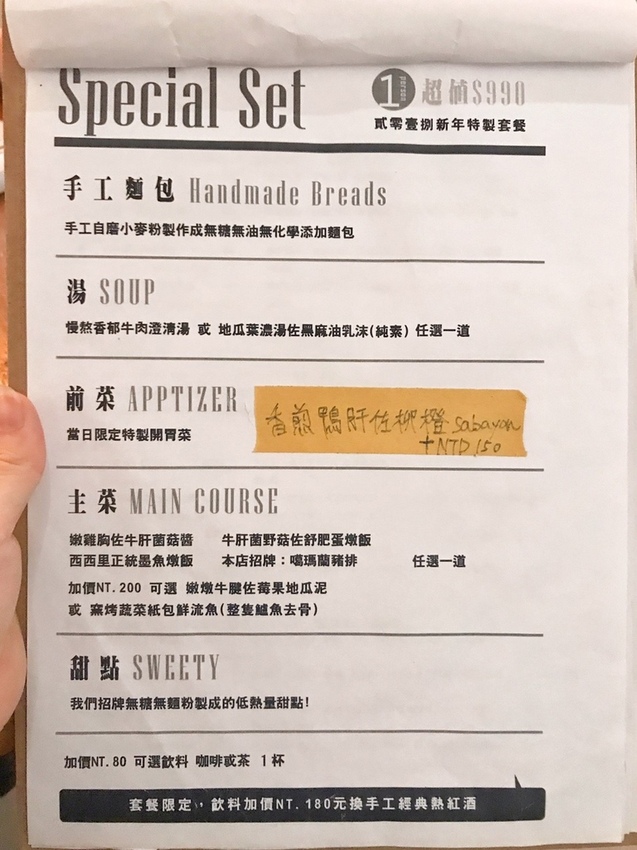 Special Set
1 超值$990
貳零壹捌新年特製套餐
手工麵包 Handmade Breads
手工自磨小麥粉製作成無糖無油無化學添加麵包
湯 SOUP
慢熬香郁牛肉澄清湯 或 地瓜葉濃湯佐黑麻油乳沫(純素) 任選一道
前菜 APPTIZER
當日限定特製開胃菜
香煎鴨肝佐柳橙 sabayon
+NTD 150
主菜 MAIN COURSE
嫩雞胸佐牛肝菌菇醬 牛肝菌野菇佐舒肥蛋燉飯
西西里正統墨魚燉飯 本店招牌：噶瑪蘭豬排 任選一道
加價NT.200 可選 嫩燉牛腱佐莓果地瓜泥
或 窯烤蔬菜紙包鮮流魚(整隻鱸魚去骨)
甜點 SWEETY
我們招牌無糖無麵粉製成的低熱量甜點!
加價NT.80 可選飲料 咖啡或茶 1杯
套餐限定，飲料加價NT.180元換手工經典熱紅酒